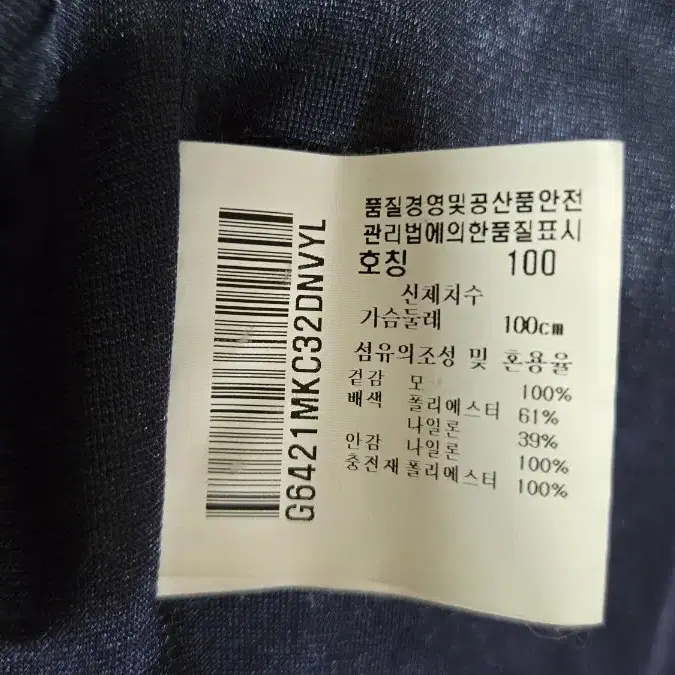 품질경영및공산품안전
관리법에의한품질표시
호칭 100
신체치수
가슴둘레 100cm
섬유의조성 및 혼용율
겉감 모 100%
배색 폴리에스터 61%
나일론 39%
안감 나일론 100%
충전재 폴리에스터 100%
G6421MKC32DNVYL